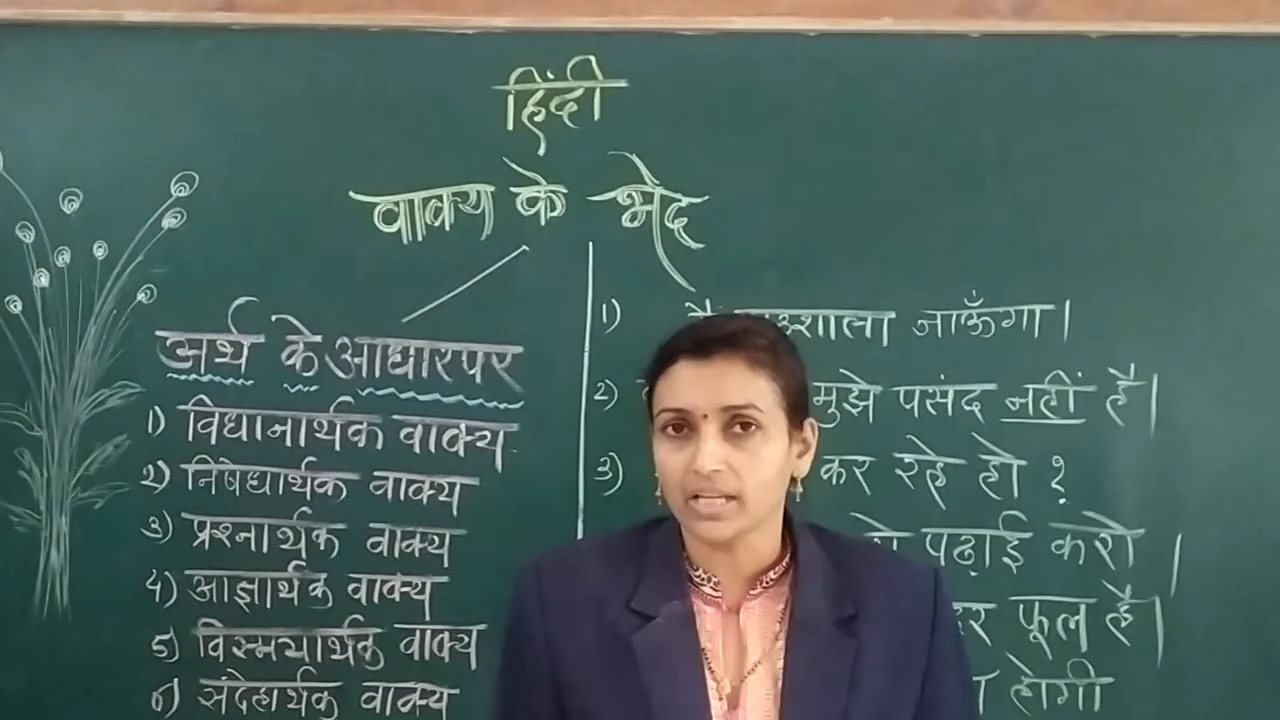 हिंदी
वाक्य के भेद
अर्थ के आधारपर
1) विधानार्थक वाक्य
2) निषेधार्थक वाक्य
3) प्रश्नार्थक वाक्य
4) आज्ञार्थक वाक्य
5) विस्मयार्थक वाक्य
6) संदेहार्थक वाक्य
1) जाऊँगा।
2) मुझे पसंद नहीं है।
3) कर रहे हो ?
पढ़ाई करो ।
फूल है।
होगी